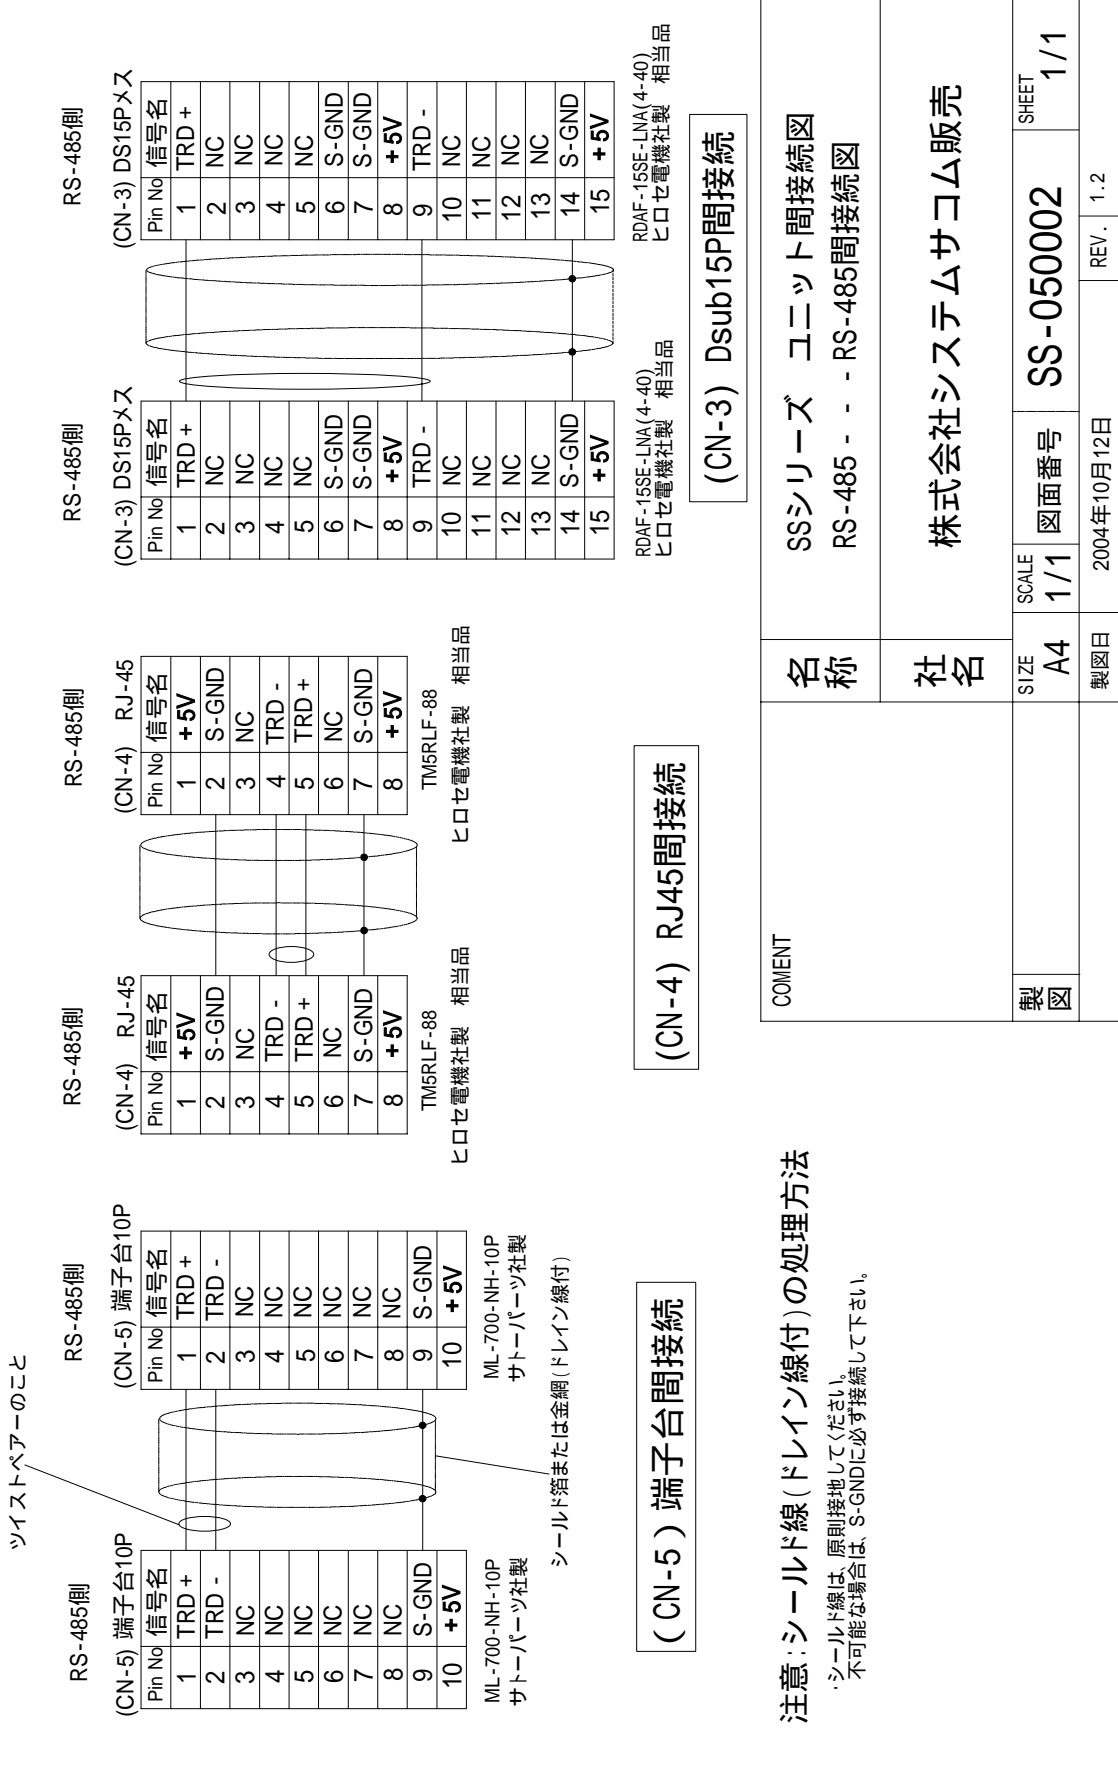 ツイストペアーのこと
RS-485側
(CN-5) 端子台10P
Pin No 信号名
1 TRD+
2 TRD-
3 NC
4 NC
5 NC
6 NC
7 NC
8 NC
9 S-GND
10 +5V
ML-700-NH-10P
サトーパーツ社製
RS-485側
(CN-5) 端子台10P
Pin No 信号名
1 TRD+
2 TRD-
3 NC
4 NC
5 NC
6 NC
7 NC
8 NC
9 S-GND
10 +5V
ML-700-NH-10P
サトーパーツ社製
シールド箔または金網(ドレイン線付)
(CN-5) 端子台間接続
RS-485側
(CN-4) RJ-45
Pin No 信号名
1 +5V
2 S-GND
3 NC
4 TRD-
5 TRD+
6 NC
7 S-GND
8 +5V
TM5RLF-88
ヒロセ電機社製 相当品
RS-485側
(CN-4) RJ-45
Pin No 信号名
1 +5V
2 S-GND
3 NC
4 TRD-
5 TRD+
6 NC
7 S-GND
8 +5V
TM5RLF-88
ヒロセ電機社製 相当品
(CN-4) RJ45間接続
RS-485側
(CN-3) DS15Pメス
Pin No 信号名
1 TRD+
2 NC
3 NC
4 NC
5 NC
6 S-GND
7 S-GND
8 +5V
9 TRD-
10 NC
11 NC
12 NC
13 NC
14 S-GND
15 +5V
RDAF-15SE-LNA(4-40)
ヒロセ電機社製 相当品
RS-485側
(CN-3) DS15Pメス
Pin No 信号名
1 TRD+
2 NC
3 NC
4 NC
5 NC
6 S-GND
7 S-GND
8 +5V
9 TRD-
10 NC
11 NC
12 NC
13 NC
14 S-GND
15 +5V
RDAF-15SE-LNA(4-40)
ヒロセ電機社製 相当品
(CN-3) Dsub15P間接続
注意:シールド線(ドレイン線付)の処理方法
・シールド線は、原則接地してください。
不可能な場合は、S-GNDに必ず接続して下さい。
COMENT
名称
SSシリーズ ユニット間接続図
RS-485 - - - RS-485間接続図
社名
株式会社システムサコム販売
製図
SIZE
A4
SCALE
1/1
図面番号
SS-050002
SHEET
1/1
製図日
2004年10月12日
REV. 1.2